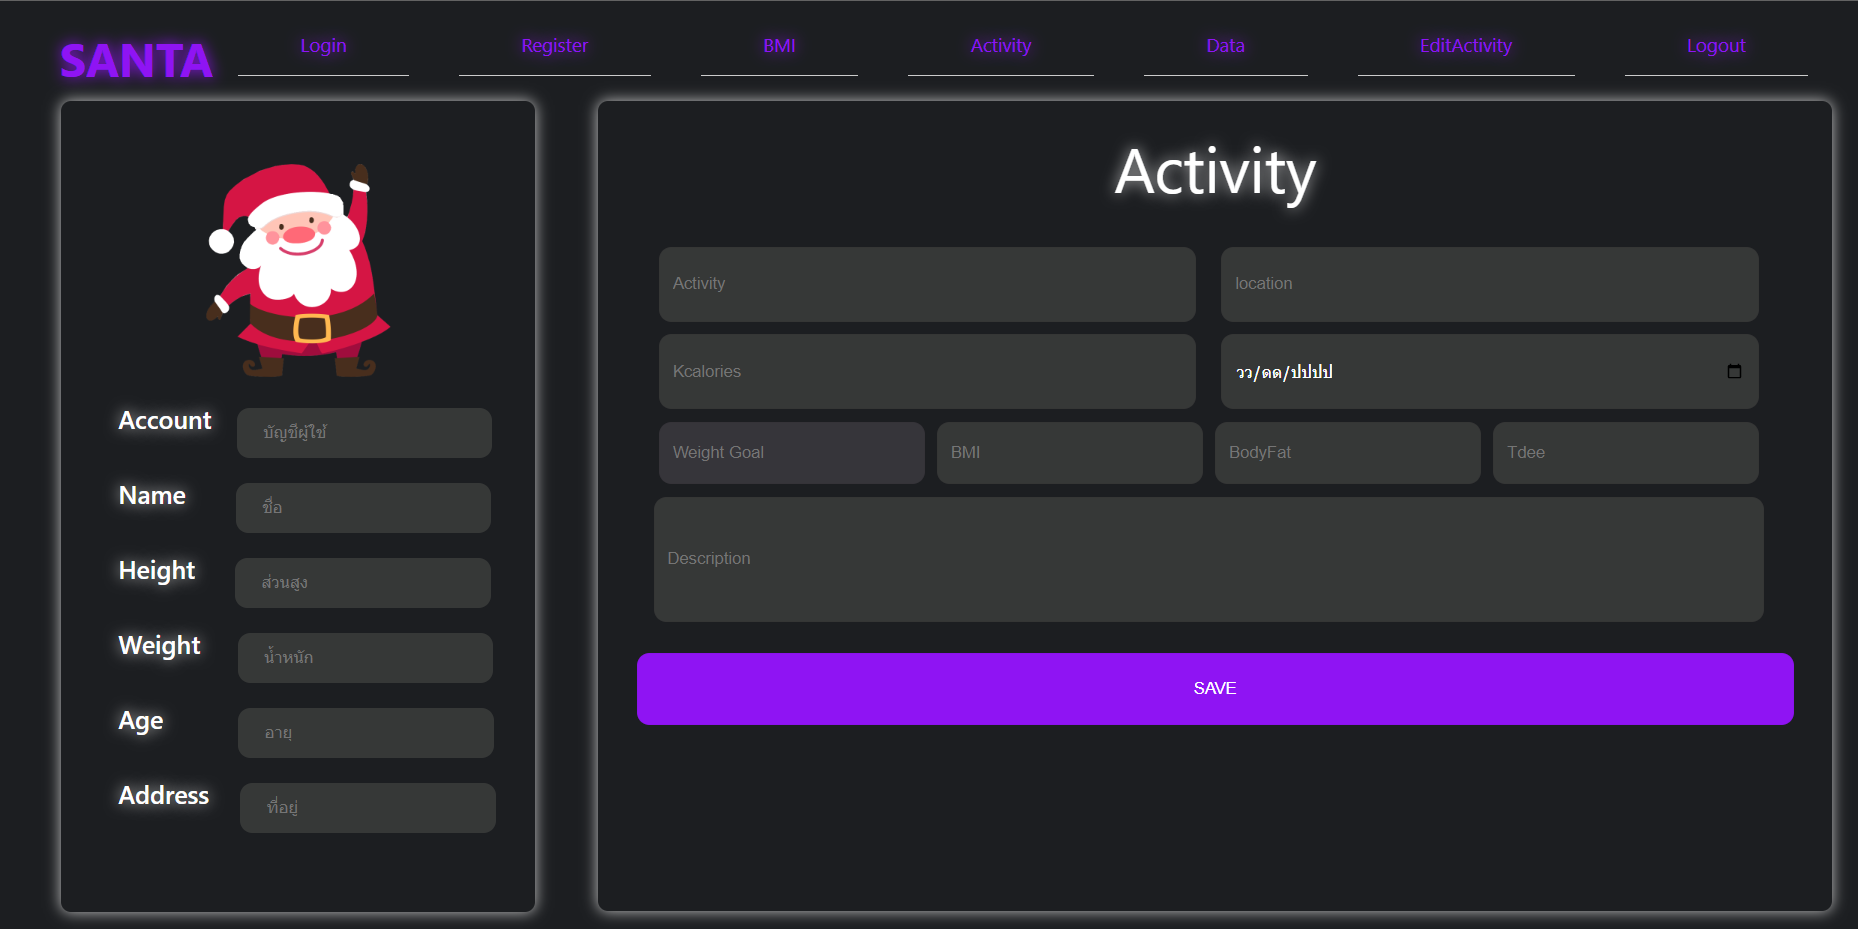 SANTA
Login Register BMI Activity Data EditActivity Logout
Account บัญชีผู้ใช้
Name ชื่อ
Height ส่วนสูง
Weight น้ำหนัก
Age อายุ
Address ที่อยู่
Activity
Activity location
Kcalories วว/ดด/ปปปป
Weight Goal BMI BodyFat Tdee
Description
SAVE